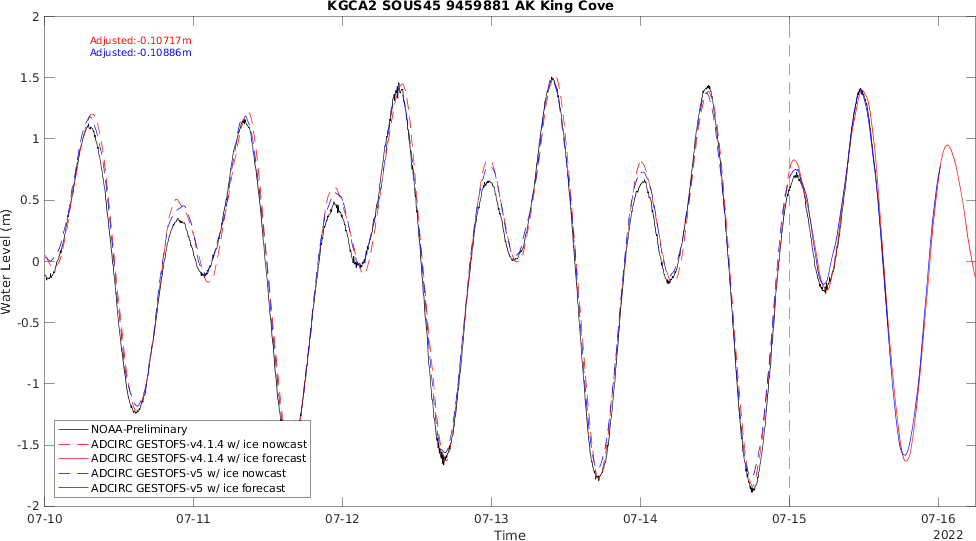 KGCA2 SOUS45 9459881 AK King Cove
Adjusted:-0.10717m
Adjusted:-0.10886m
2
1.5
1
0.5
0
-0.5
-1
-1.5
-2
Water Level (m)
NOAA-Preliminary
ADCIRC GESTOFS-v4.1.4 w/ ice nowcast
ADCIRC GESTOFS-v4.1.4 w/ ice forecast
ADCIRC GESTOFS-v5 w/ ice nowcast
ADCIRC GESTOFS-v5 w/ ice forecast
07-10 07-11 07-12 07-13 07-14 07-15 07-16
Time
2022